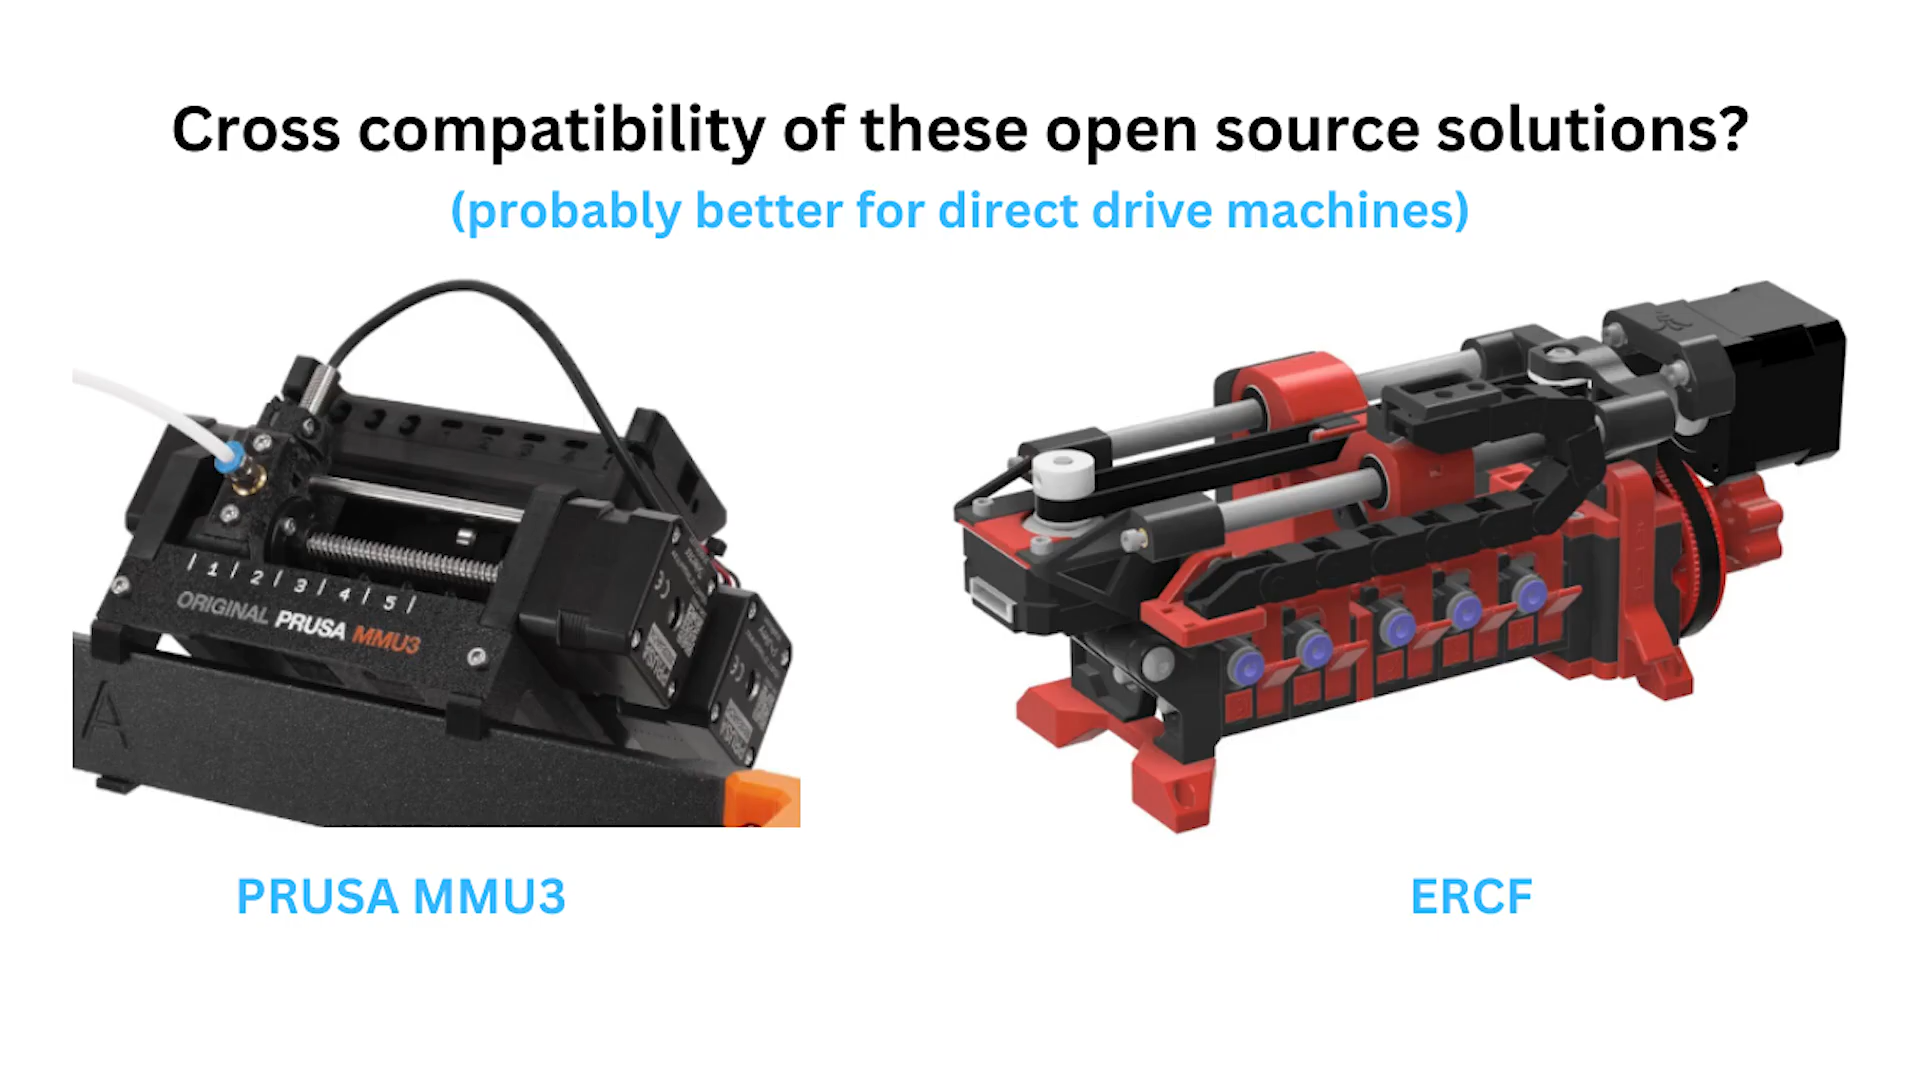 Cross compatibility of these open source solutions?
(probably better for direct drive machines)
1 2 3 4 5
ORIGINAL PRUSA MMU3
A
PRUSA MMU3
ERCF